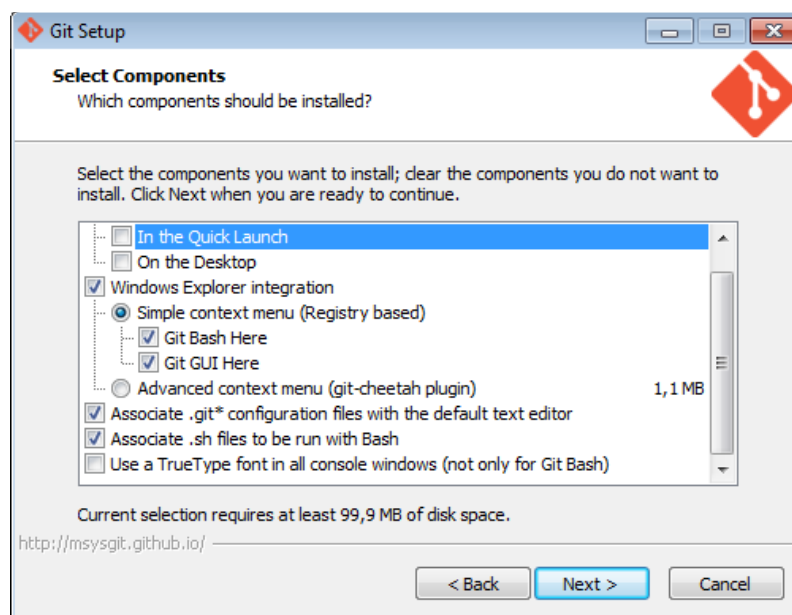 Git Setup
Select Components
Which components should be installed?
Select the components you want to install; clear the components you do not want to
install. Click Next when you are ready to continue.
In the Quick Launch
On the Desktop
Windows Explorer integration
Simple context menu (Registry based)
Git Bash Here
Git GUI Here
Advanced context menu (git-cheetah plugin) 1,1 MB
Associate .git* configuration files with the default text editor
Associate .sh files to be run with Bash
Use a TrueType font in all console windows (not only for Git Bash)
Current selection requires at least 99,9 MB of disk space.
http://msysgit.github.io/
< Back Next > Cancel